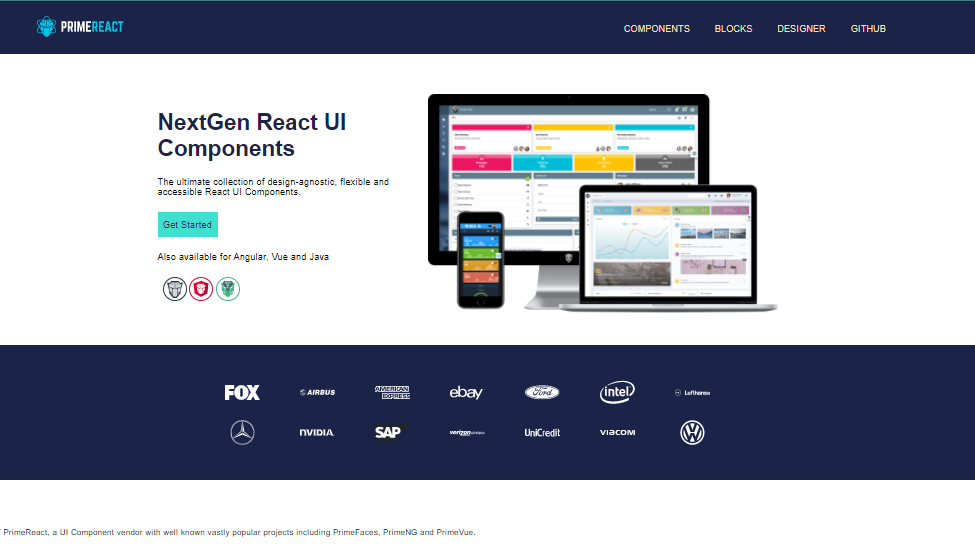 PRIMEREACT
COMPONENTS BLOCKS DESIGNER GITHUB
NextGen React UI
Components
The ultimate collection of design-agnostic, flexible and
accessible React UI Components.
Get Started
Also available for Angular, Vue and Java
FOX AIRBUS AMERICAN EXPRESS ebay Ford intel Lufthansa
NVIDIA SAP verizon wireless UniCredit VIACOM
PrimeReact, a UI Component vendor with well known vastly popular projects including PrimeFaces, PrimeNG and PrimeVue.